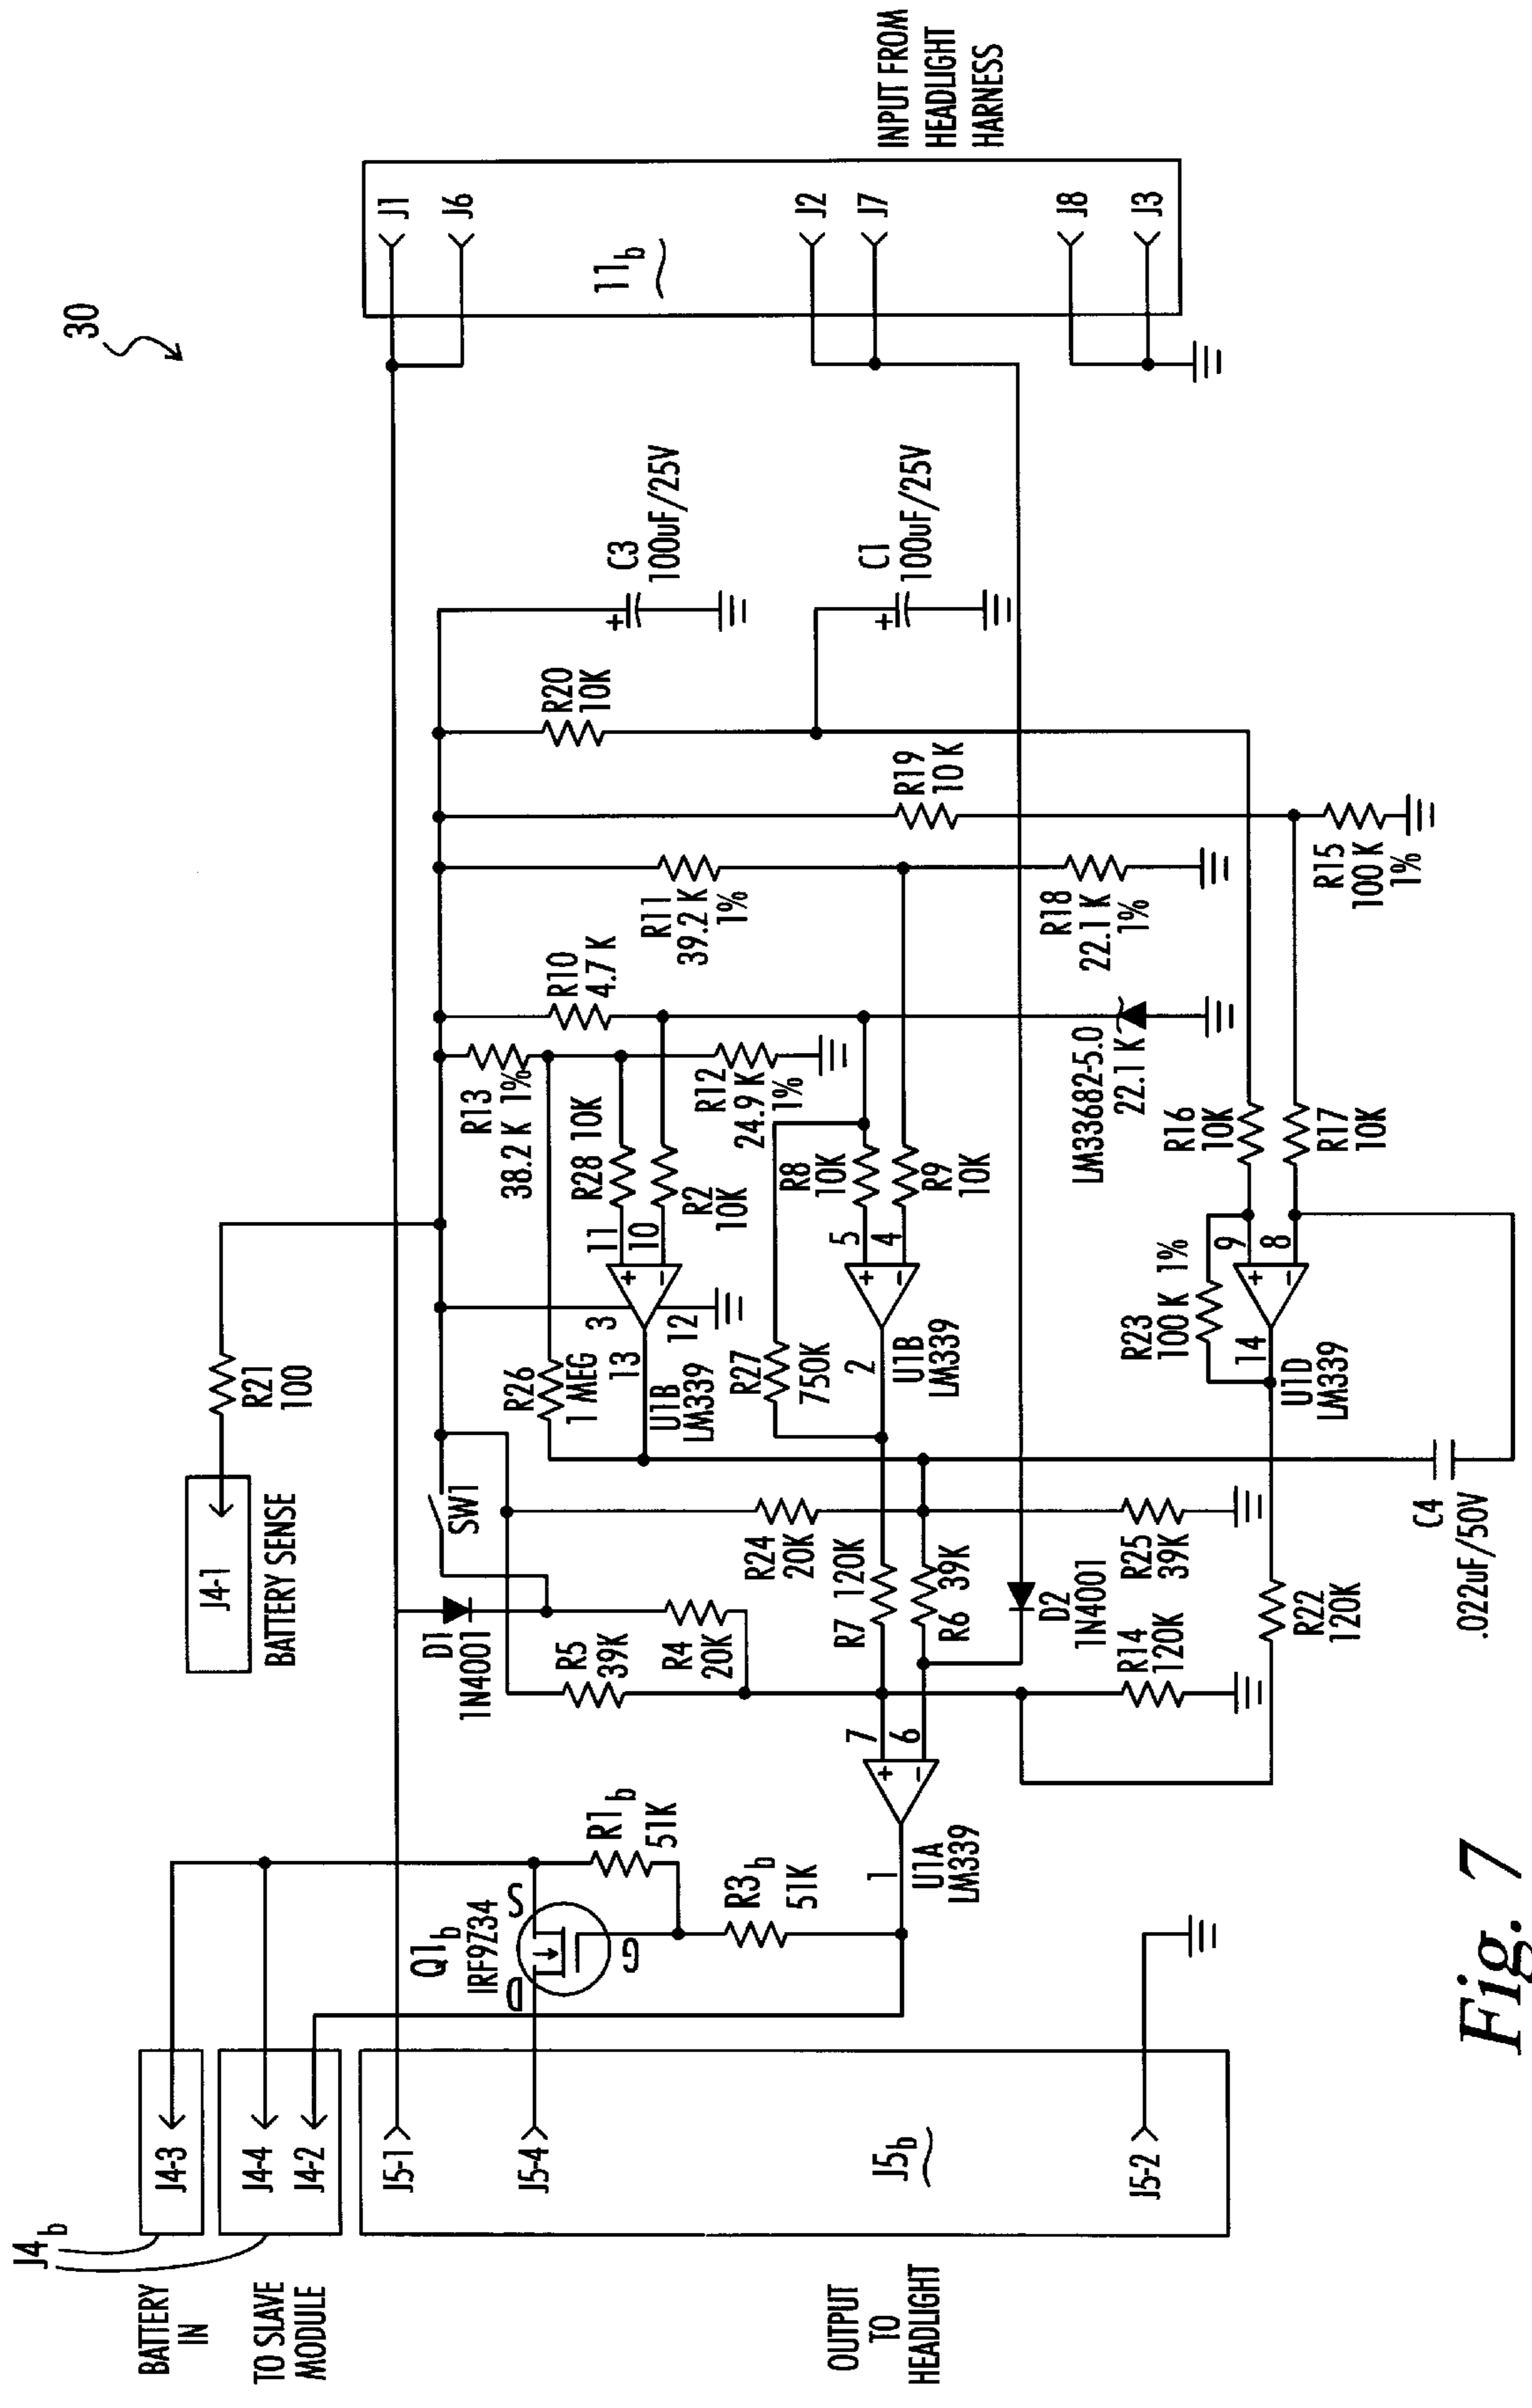 30
J4b
BATTERY
IN
J4-3
TO SLAVE
MODULE
J4-4
J4-2
J4-1
BATTERY SENSE
R21
100
OUTPUT
TO
HEADLIGHT
J5-1
J5-4
J5b
J5-2
Q1b
IRF9Z34
D
S
G
R1b
51K
R3b
51K
1
U1A
LM339
7
6
+
-
D1
1N4001
SW1
R5
39K
R4
20K
R24
20K
R7 120K
R6 39K
D2
1N4001
R14
120K
R25
39K
R22
120K
C4
.022uF/50V
R26
1 MEG
13
U1B
LM339
3
12
11
10
+
-
R13
38.2 K 1%
R28 10K
R2
10K
R12
24.9 K
1%
R10
4.7 K
R27
750K
2
U1B
LM339
5
4
+
-
R8
10K
R9
10K
LM33682-5.0
22.1 K
R11
39.2 K
1%
R18
22.1 K
1%
R23
100 K 1%
14
U1D
LM339
9
8
+
-
R16
10K
R17
10K
R19
10 K
R15
100 K
1%
R20
10K
C3
100uF/25V
+
C1
100uF/25V
+
J1
J6
11b
J2
J7
J8
J3
INPUT FROM
HEADLIGHT
HARNESS
Fig. 7